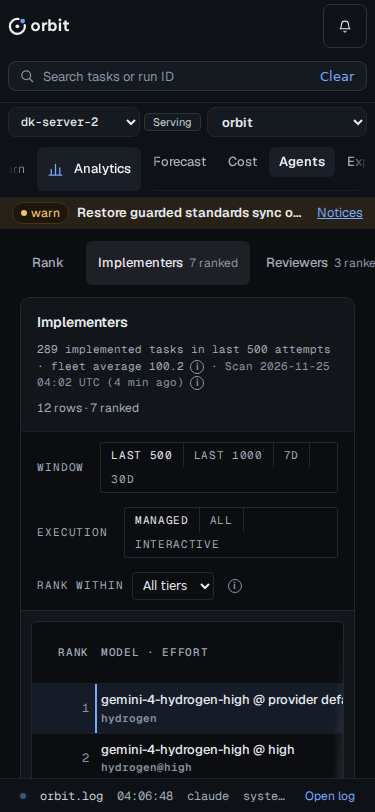 orbit
Search tasks or run ID Clear
dk-server-2 Serving orbit
Analytics Forecast Cost Agents
warn Restore guarded standards sync o... Notices
Rank Implementers 7 ranked Reviewers 3 ranke
Implementers
289 implemented tasks in last 500 attempts
· fleet average 100.2 · Scan 2026-11-25
04:02 UTC (4 min ago)
12 rows · 7 ranked
WINDOW LAST 500 LAST 1000 7D
30D
EXECUTION MANAGED ALL
INTERACTIVE
RANK WITHIN All tiers
RANK MODEL · EFFORT
1 gemini-4-hydrogen-high @ provider defa
hydrogen
2 gemini-4-hydrogen-high @ high
hydrogen@high
orbit.log 04:06:48 claude syste… Open log